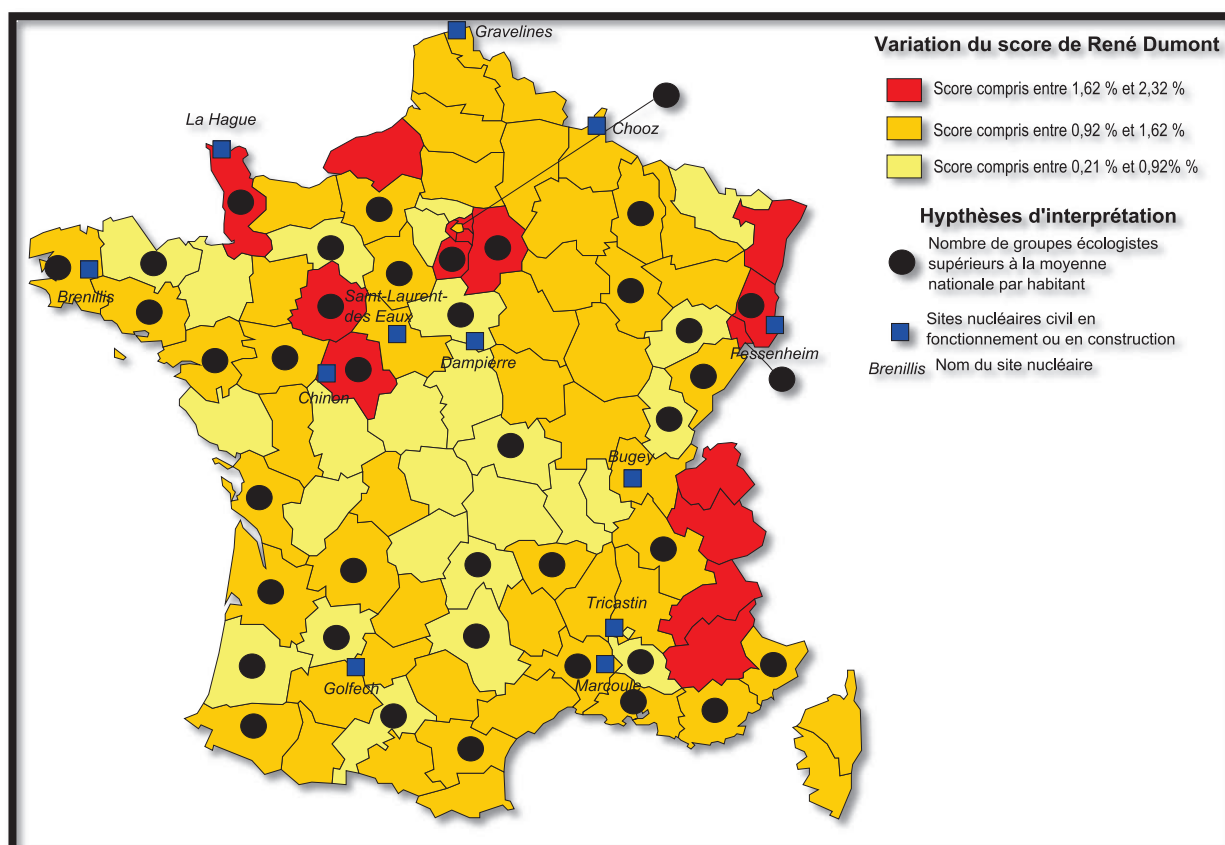 Gravelines
Variation du score de René Dumont
Score compris entre 1,62 % et 2,32 %
La Hague
Chooz
Score compris entre 0,92 % et 1,62 %
Score compris entre 0,21 % et 0,92% %
Hypthèses d'interprétation
Nombre de groupes écologistes
supérieurs à la moyenne
nationale par habitant
Brenillis
Saint-Laurent-
des Eaux
Sites nucléaires civil en
fonctionnement ou en construction
Dampierre
Fessenheim
Brenillis
Nom du site nucléaire
Chinon
Bugey
Tricastin
Golfech
Marcoule